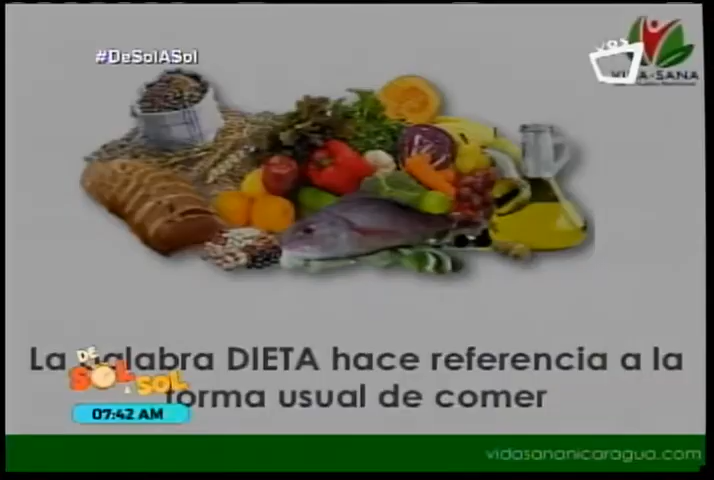 #DeSolASol
SANA
La palabra DIETA hace referencia a la
forma usual de comer
DE
SOL
A
SOL
07:42 AM
vidasananicaragua.com